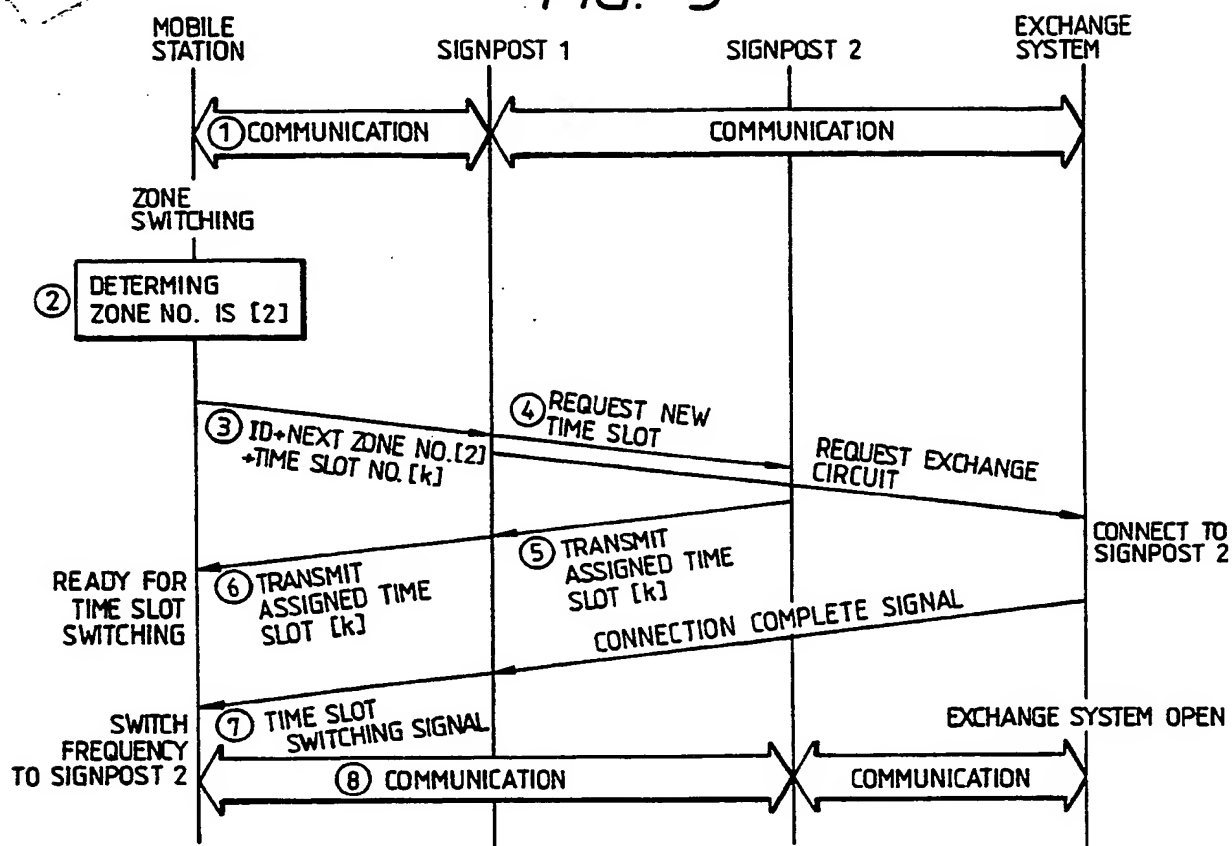 FIG.
MOBILE
STATION
SIGNPOST 1
SIGNPOST 2
EXCHANGE
SYSTEM
① COMMUNICATION
COMMUNICATION
ZONE
SWITCHING
② DETERMING
ZONE NO. IS [2]
③ ID+NEXT ZONE NO.[2]
+TIME SLOT NO.[k]
④ REQUEST NEW
TIME SLOT
REQUEST EXCHANGE
CIRCUIT
CONNECT TO
SIGNPOST 2
⑤ TRANSMIT
ASSIGNED TIME
SLOT [k]
READY FOR
TIME SLOT
SWITCHING
⑥ TRANSMIT
ASSIGNED TIME
SLOT [k]
CONNECTION COMPLETE SIGNAL
⑦ TIME SLOT
SWITCHING SIGNAL
SWITCH
FREQUENCY
TO SIGNPOST 2
EXCHANGE SYSTEM OPEN
⑧ COMMUNICATION
COMMUNICATION